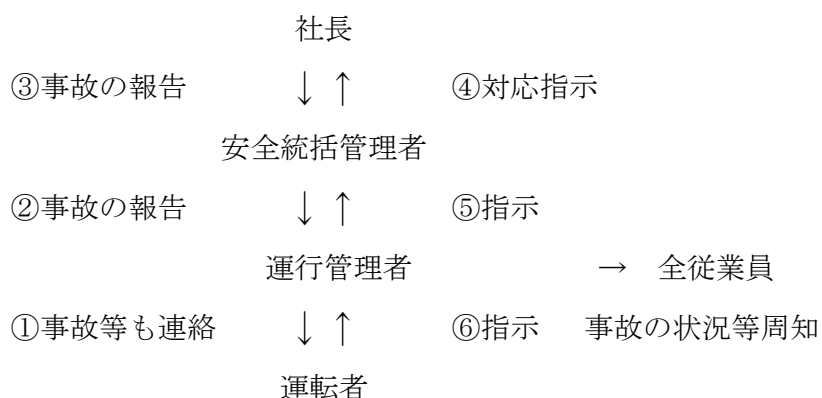 社長
③事故の報告 ↓ ↑ ④対応指示
安全統括管理者
②事故の報告 ↓ ↑ ⑤指示
運行管理者 → 全従業員
①事故等も連絡 ↓ ↑ ⑥指示 事故の状況等周知
運転者